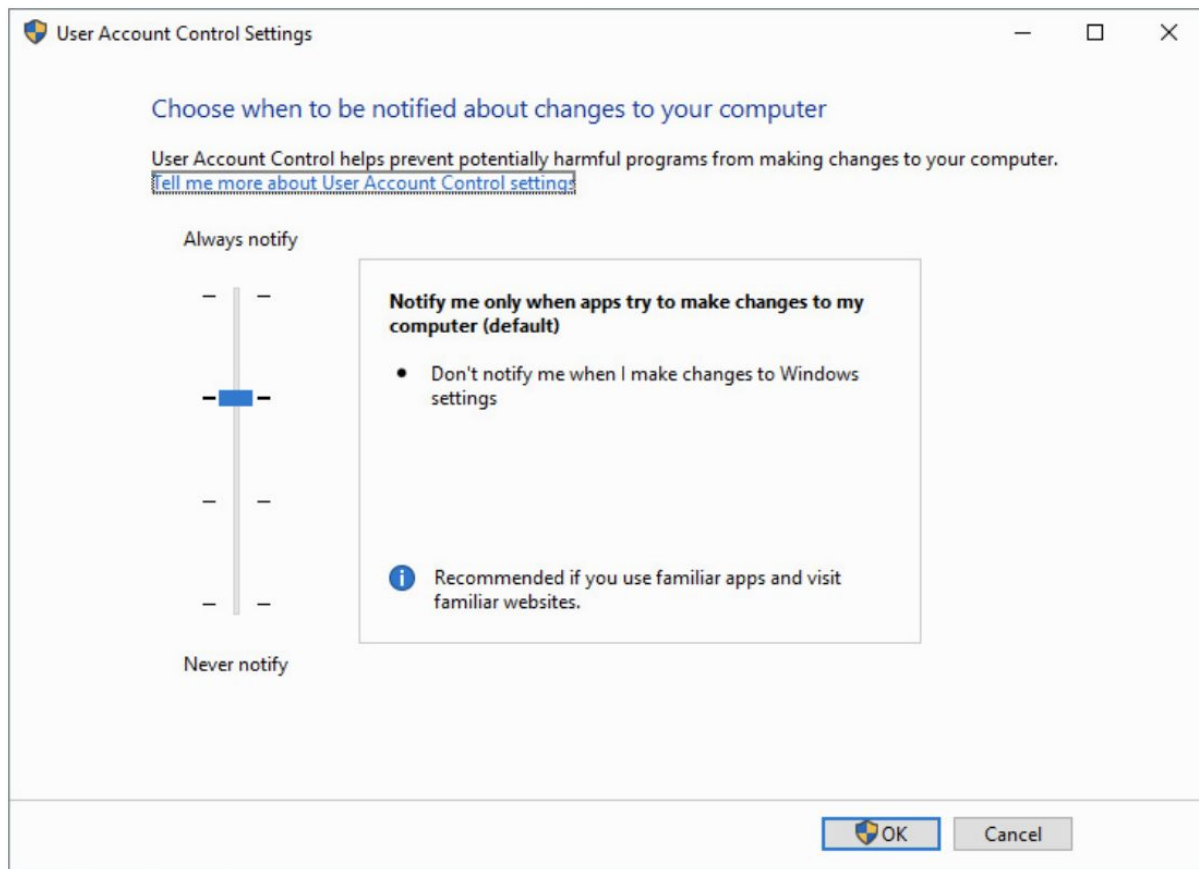 User Account Control Settings
Choose when to be notified about changes to your computer
User Account Control helps prevent potentially harmful programs from making changes to your computer.
Tell me more about User Account Control settings
Always notify
Notify me only when apps try to make changes to my
computer (default)
• Don't notify me when I make changes to Windows
settings
Recommended if you use familiar apps and visit
familiar websites.
Never notify
OK
Cancel